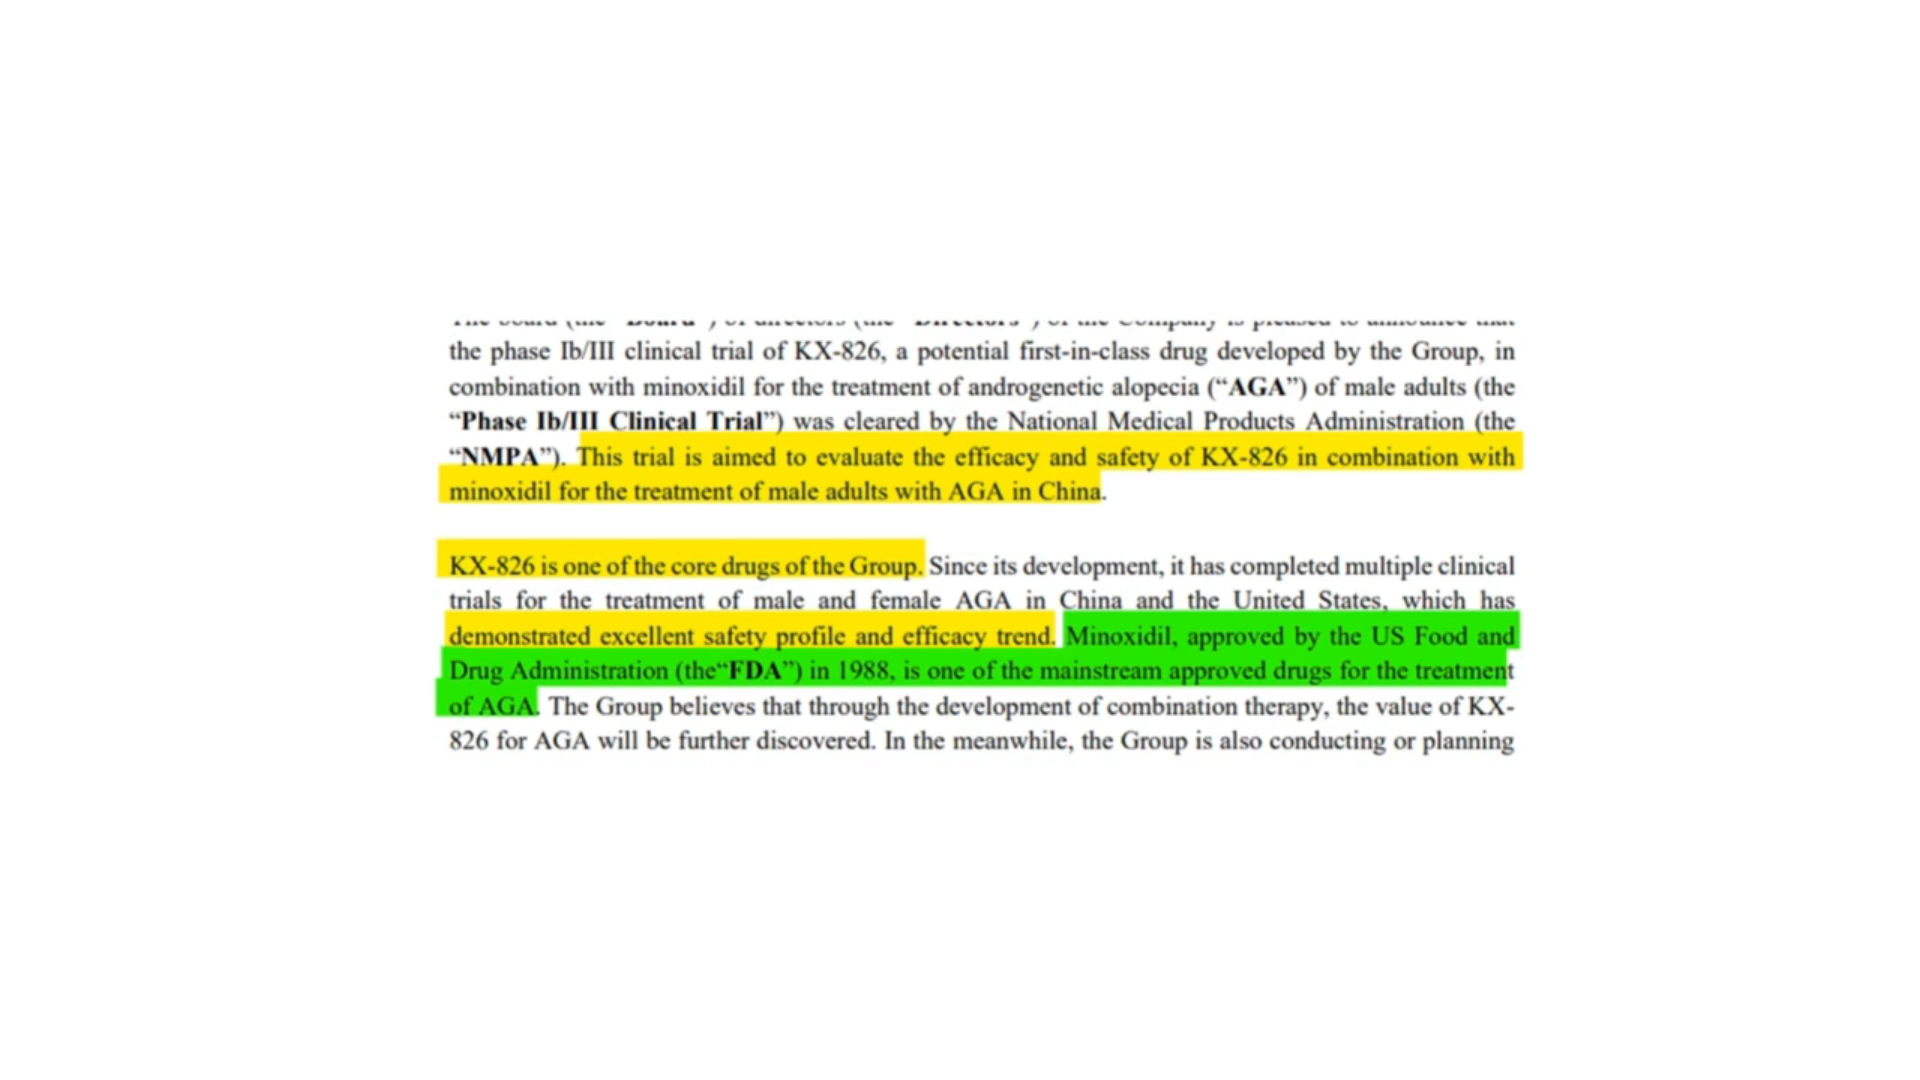 the phase Ib/III clinical trial of KX-826, a potential first-in-class drug developed by the Group, in
combination with minoxidil for the treatment of androgenetic alopecia (“AGA”) of male adults (the
“Phase Ib/III Clinical Trial”) was cleared by the National Medical Products Administration (the
“NMPA”). This trial is aimed to evaluate the efficacy and safety of KX-826 in combination with
minoxidil for the treatment of male adults with AGA in China.
KX-826 is one of the core drugs of the Group. Since its development, it has completed multiple clinical
trials for the treatment of male and female AGA in China and the United States, which has
demonstrated excellent safety profile and efficacy trend. Minoxidil, approved by the US Food and
Drug Administration (the“FDA”) in 1988, is one of the mainstream approved drugs for the treatment
of AGA. The Group believes that through the development of combination therapy, the value of KX-
826 for AGA will be further discovered. In the meanwhile, the Group is also conducting or planning